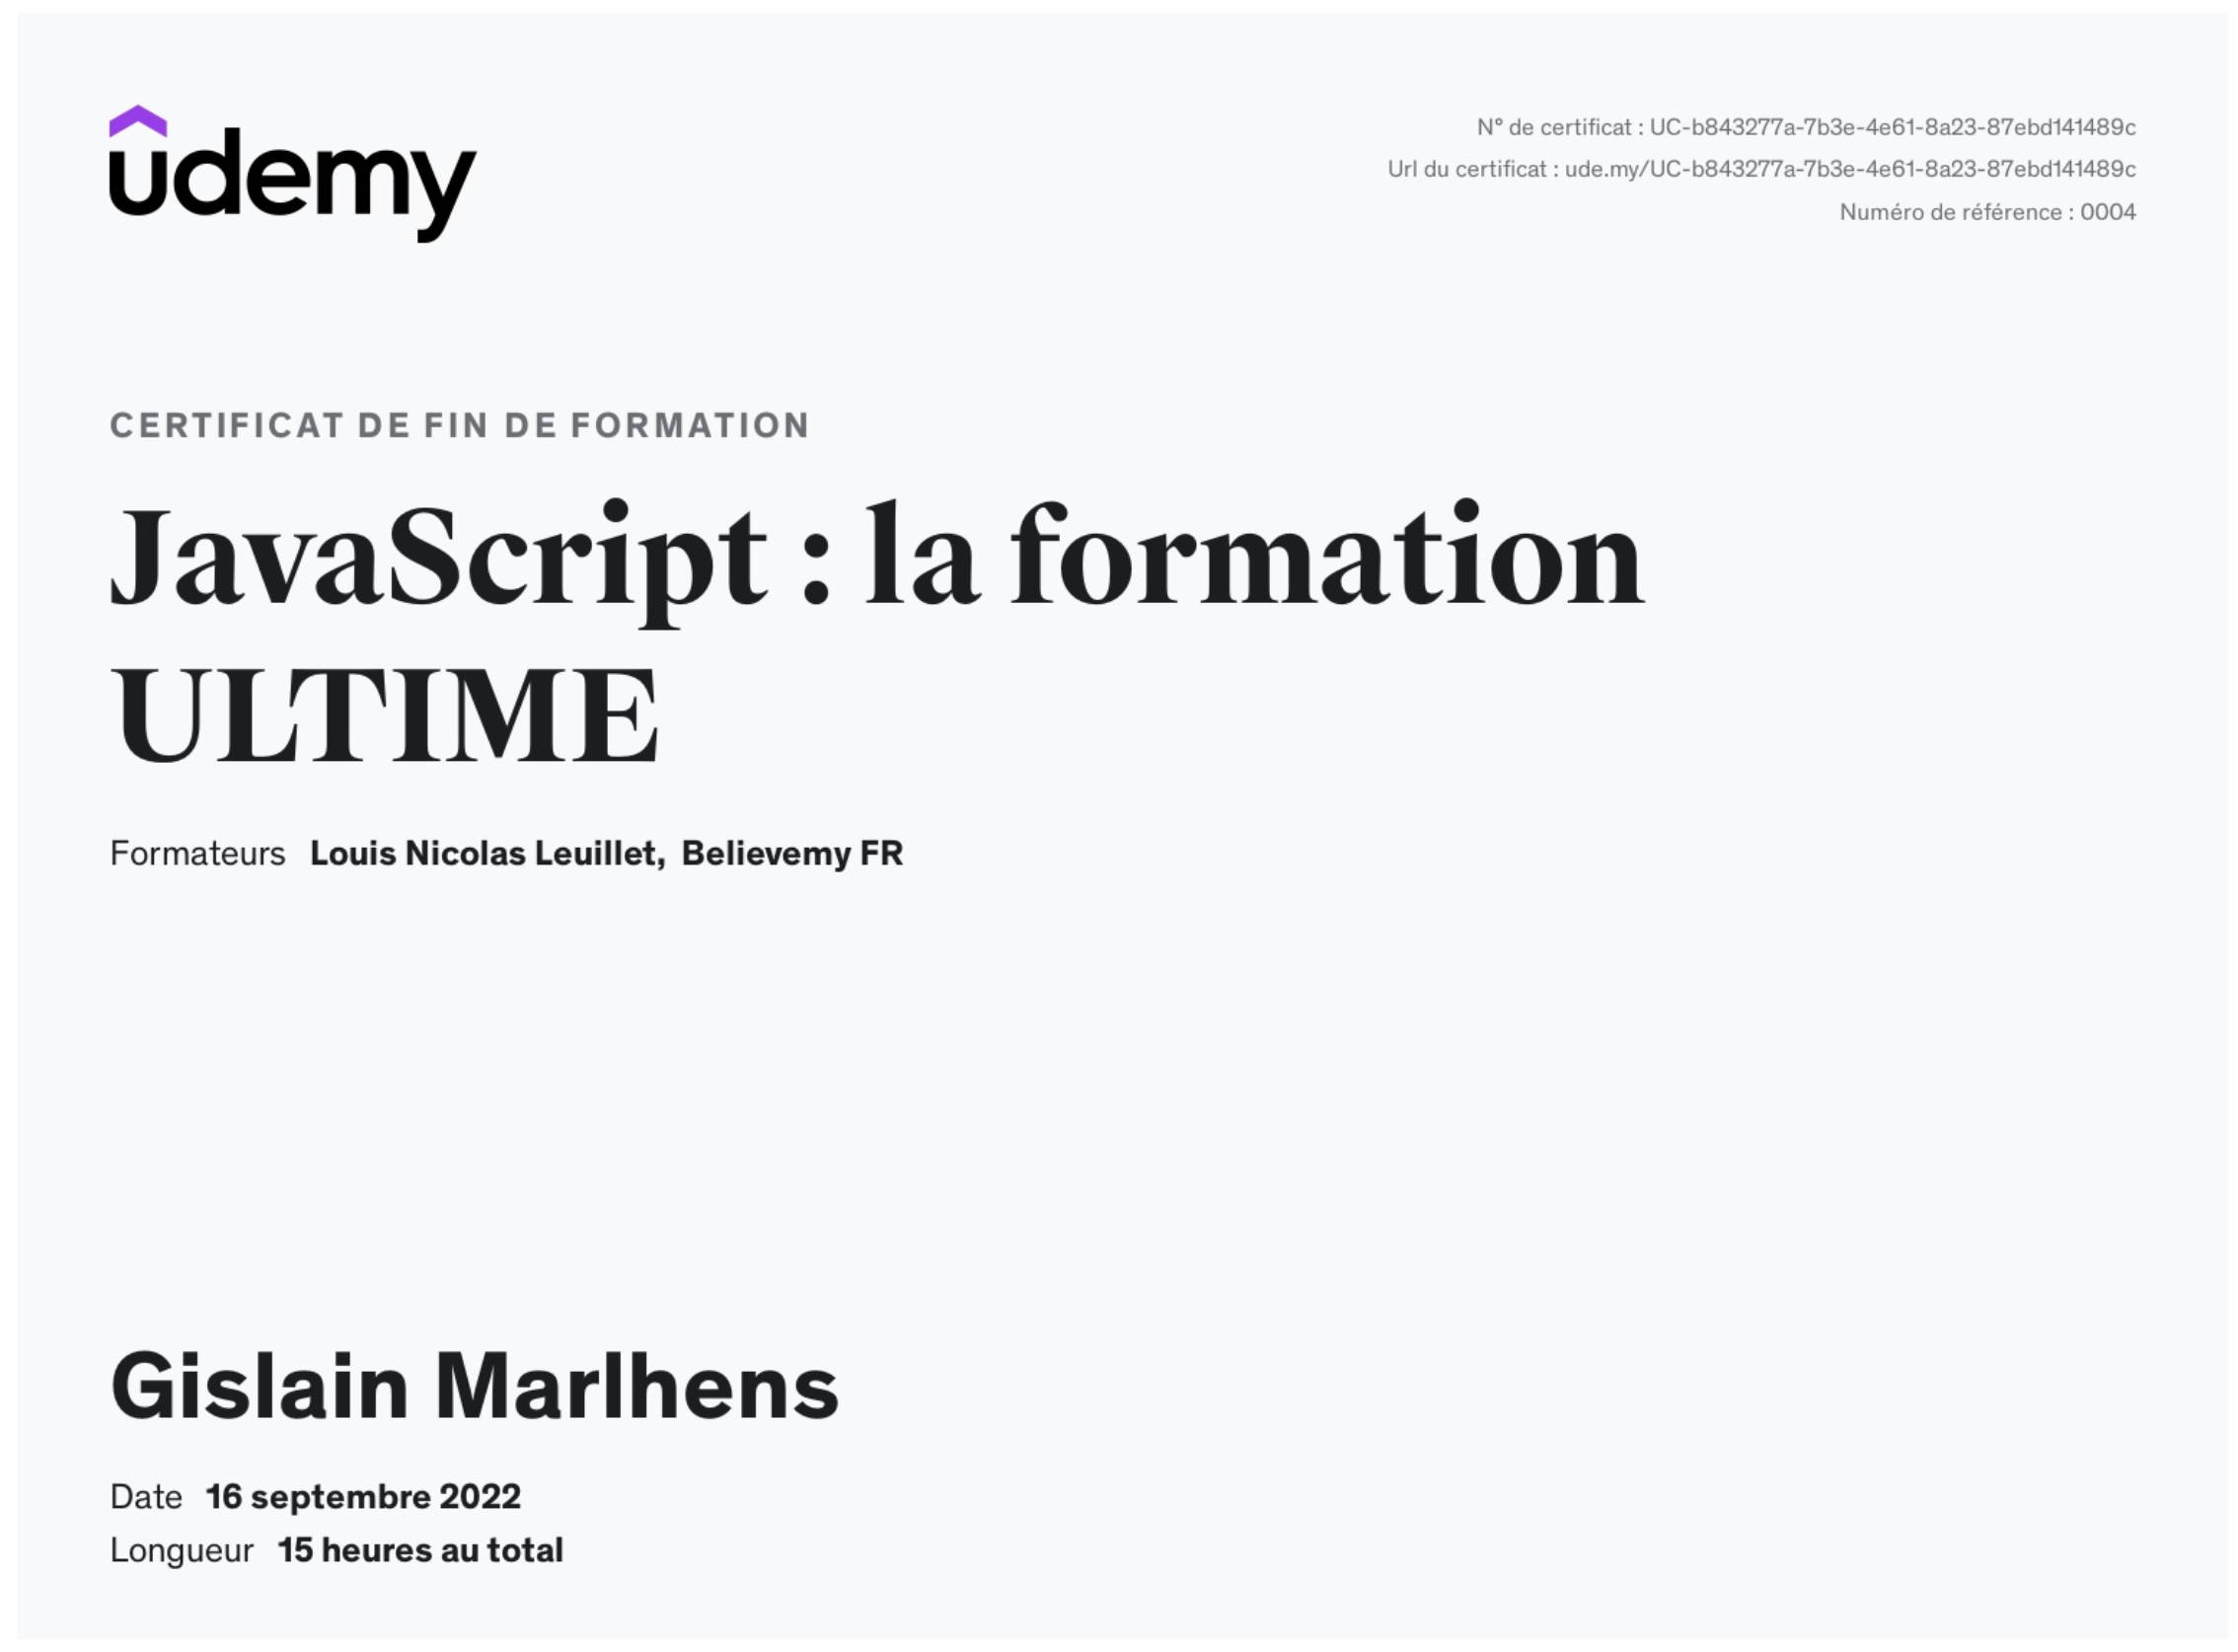 udemy
N° de certificat : UC-b843277a-7b3e-4e61-8a23-87ebd141489c
Url du certificat : ude.my/UC-b843277a-7b3e-4e61-8a23-87ebd141489c
Numéro de référence : 0004
CERTIFICAT DE FIN DE FORMATION
JavaScript : la formation
ULTIME
Formateurs Louis Nicolas Leuillet, Believemy FR
Gislain Marlhens
Date 16 septembre 2022
Longueur 15 heures au total